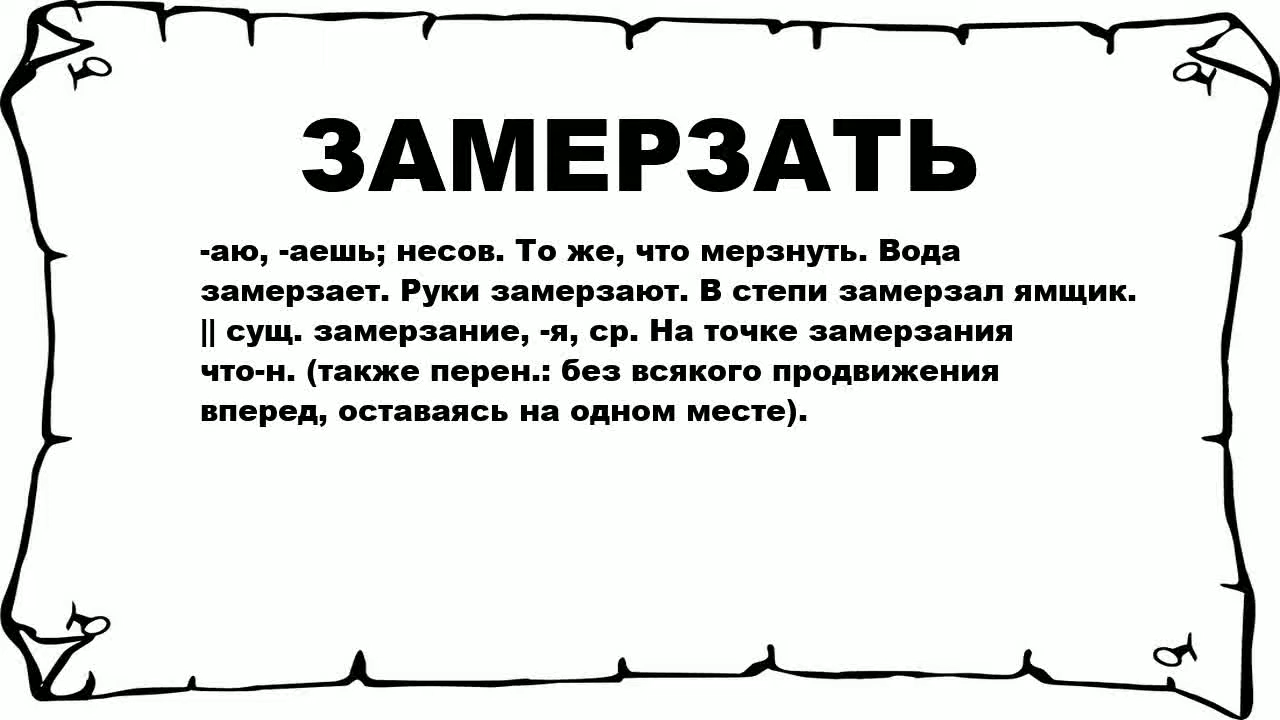 ЗАМЕРЗАТЬ
-аю, -аешь; несов. То же, что мерзнуть. Вода
замерзает. Руки замерзают. В степи замерзал ямщик.
|| сущ. замерзание, -я, ср. На точке замерзания
что-н. (также перен.: без всякого продвижения
вперед, оставаясь на одном месте).